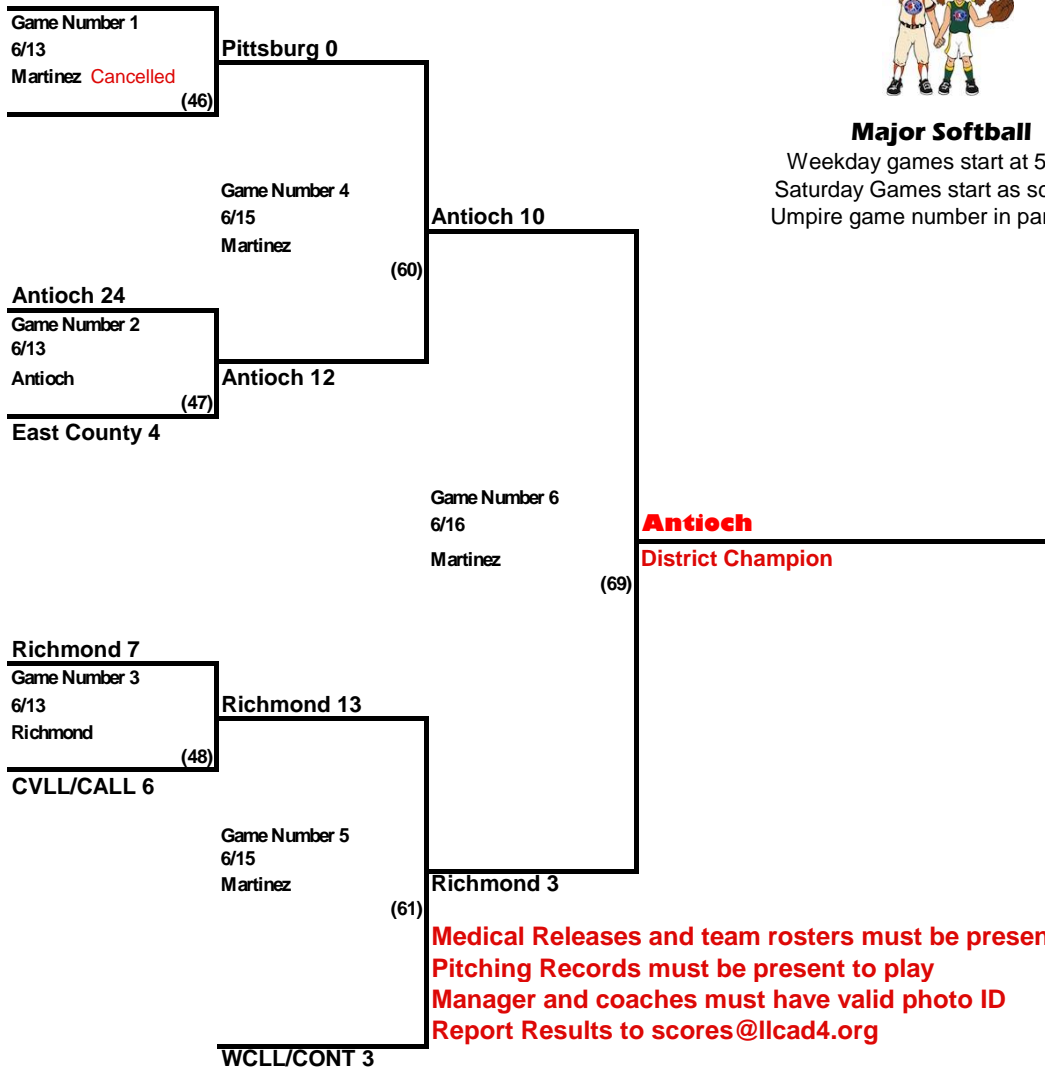 Game Number 1
6/13
Martinez Cancelled
(46)
Pittsburg 0
Major Softball
Weekday games start at 5
Saturday Games start as
Umpire game number in
Game Number 4
6/15
Martinez
(60)
Antioch 10
Antioch 24
Game Number 2
6/13
Antioch
(47)
East County 4
Antioch 12
Game Number 6
6/16
Martinez
(69)
Antioch
District Champion
Richmond 7
Game Number 3
6/13
Richmond
(48)
CVLL/CALL 6
Richmond 13
Game Number 5
6/15
Martinez
(61)
Richmond 3
Medical Releases and team rosters must be
Pitching Records must be present to play
Manager and coaches must have valid photo ID
Report Results to scores@llcad4.org
WCLL/CONT 3